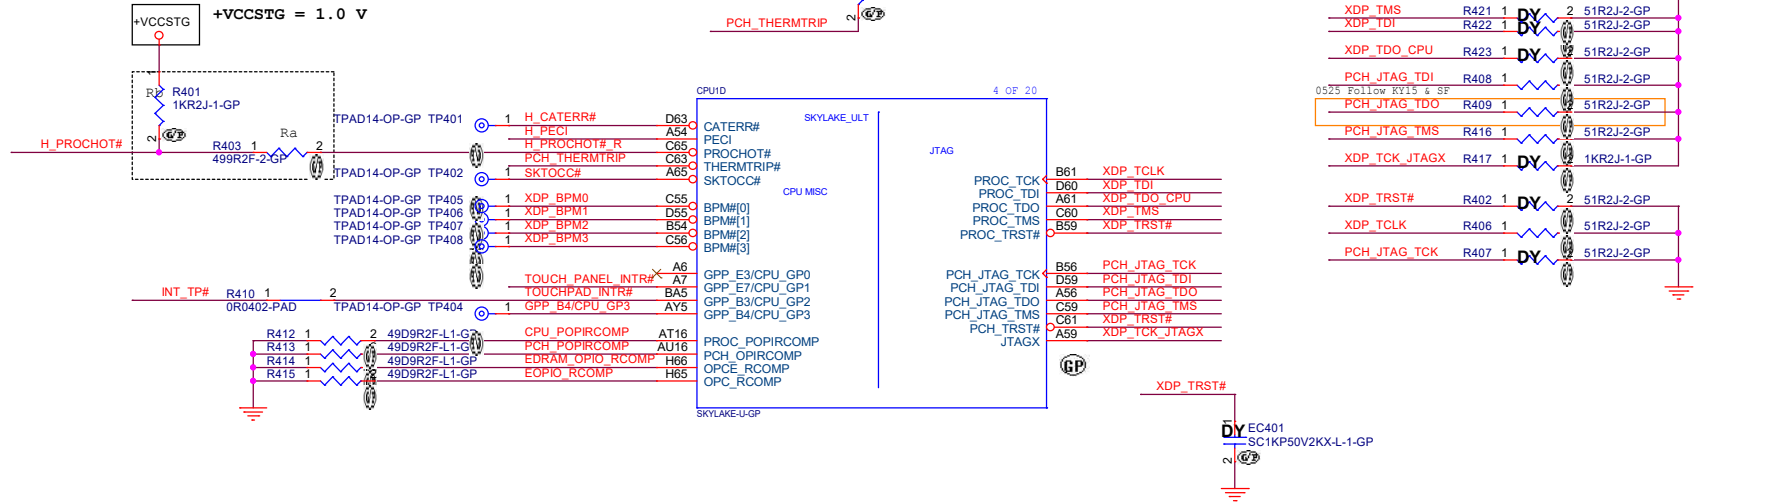 +VCCSTG
+VCCSTG = 1.0 V
1
R401
1KR2J-1-GP
2
G/P
Ra
H_PROCHOT#
R403 1 2
499R2F-2-GP
PCH_THERMTRIP
2
G/P
CPU1D
4 OF 20
SKYLAKE_ULT
JTAG
CPU MISC
TPAD14-OP-GP TP401 1 H_CATERR# D63 CATERR#
H_PECI A54 PECI
H_PROCHOT#_R C65 PROCHOT#
PCH_THERMTRIP C63 THERMTRIP#
TPAD14-OP-GP TP402 1 SKTOCC# A65 SKTOCC#
TPAD14-OP-GP TP405 1 XDP_BPM0 C55 BPM#[0]
TPAD14-OP-GP TP406 1 XDP_BPM1 D55 BPM#[1]
TPAD14-OP-GP TP407 1 XDP_BPM2 B54 BPM#[2]
TPAD14-OP-GP TP408 1 XDP_BPM3 C56 BPM#[3]
A6 GPP_E3/CPU_GP0
TOUCH_PANEL_INTR# A7 GPP_E7/CPU_GP1
INT_TP# R410 1 2 TOUCHPAD_INTR# BA5 GPP_B3/CPU_GP2
0R0402-PAD
TPAD14-OP-GP TP404 1 GPP_B4/CPU_GP3 AY5 GPP_B4/CPU_GP3
R412 1 2 49D9R2F-L1-GP CPU_POPIRCOMP AT16 PROC_POPIRCOMP
R413 1 49D9R2F-L1-GP PCH_POPIRCOMP AU16 PCH_OPIRCOMP
R414 1 49D9R2F-L1-GP EDRAM_OPIO_RCOMP H66 OPCE_RCOMP
R415 1 2 49D9R2F-L1-GP EOPIO_RCOMP H65 OPC_RCOMP
PROC_TCK B61 XDP_TCLK
PROC_TDI D60 XDP_TDI
PROC_TDO A61 XDP_TDO_CPU
PROC_TMS C60 XDP_TMS
PROC_TRST# B59 XDP_TRST#
PCH_JTAG_TCK B56 PCH_JTAG_TCK
PCH_JTAG_TDI D59 PCH_JTAG_TDI
PCH_JTAG_TDO A56 PCH_JTAG_TDO
PCH_JTAG_TMS C59 PCH_JTAG_TMS
PCH_TRST# C61 XDP_TRST#
JTAGX A59 XDP_TCK_JTAGX
GP
SKYLAKE-U-GP
XDP_TMS R421 1 DY 2 51R2J-2-GP
XDP_TDI R422 1 DY 51R2J-2-GP
XDP_TDO_CPU R423 1 DY 2 51R2J-2-GP
PCH_JTAG_TDI R408 1 51R2J-2-GP
0525 Follow KY15 & SF
PCH_JTAG_TDO R409 1 51R2J-2-GP
PCH_JTAG_TMS R416 1 51R2J-2-GP
XDP_TCK_JTAGX R417 1 DY 2 1KR2J-1-GP
XDP_TRST# R402 1 DY 2 51R2J-2-GP
XDP_TCLK R406 1 51R2J-2-GP
PCH_JTAG_TCK R407 1 DY 2 51R2J-2-GP
XDP_TRST#
DY EC401
SC1KP50V2KX-L-1-GP
2
G/P